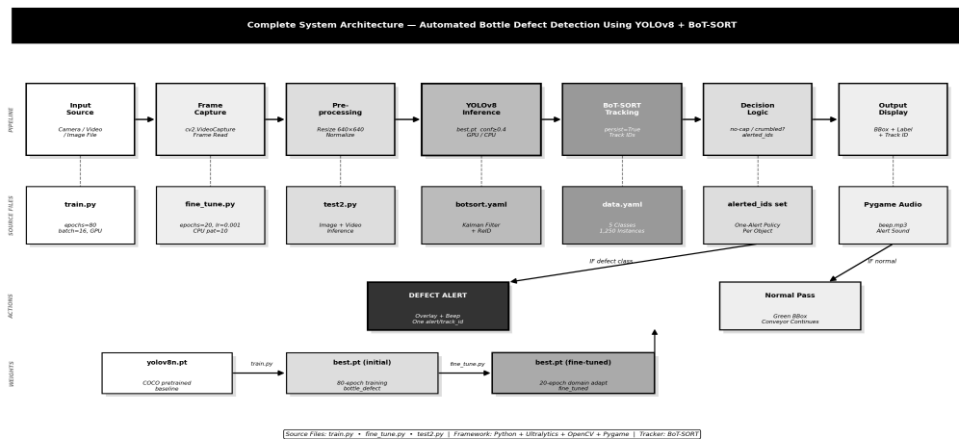 Complete System Architecture — Automated Bottle Defect Detection Using YOLOv8 + BoT-SORT
PIPELINE
Input
Source
Camera / Video
/ Image File
Frame
Capture
cv2.VideoCapture
Frame Read
Pre-
processing
Resize 640×640
Normalize
YOLOv8
Inference
best.pt conf≥0.4
GPU / CPU
BoT-SORT
Tracking
persist=True
Track IDs
Decision
Logic
no-cap / crumbled?
alerted_ids
Output
Display
BBox + Label
+ Track ID
SOURCE FILES
train.py
epochs=80
batch=16, GPU
fine_tune.py
epochs=20, lr=0.001
CPU pat=10
test2.py
Image + Video
Inference
botsort.yaml
Kalman Filter
+ ReID
data.yaml
5 Classes
1,250 Instances
alerted_ids set
One-Alert Policy
Per Object
Pygame Audio
beep.mp3
Alert Sound
IF defect class
IF normal
ACTIONS
DEFECT ALERT
Overlay + Beep
One alert/track_id
Normal Pass
Green BBox
Conveyor Continues
WEIGHTS
yolov8n.pt
COCO pretrained
baseline
train.py
best.pt (initial)
80-epoch training
bottle_defect
fine_tune.py
best.pt (fine-tuned)
20-epoch domain adapt
fine_tuned
Source Files: train.py • fine_tune.py • test2.py | Framework: Python + Ultralytics + OpenCV + Pygame | Tracker: BoT-SORT